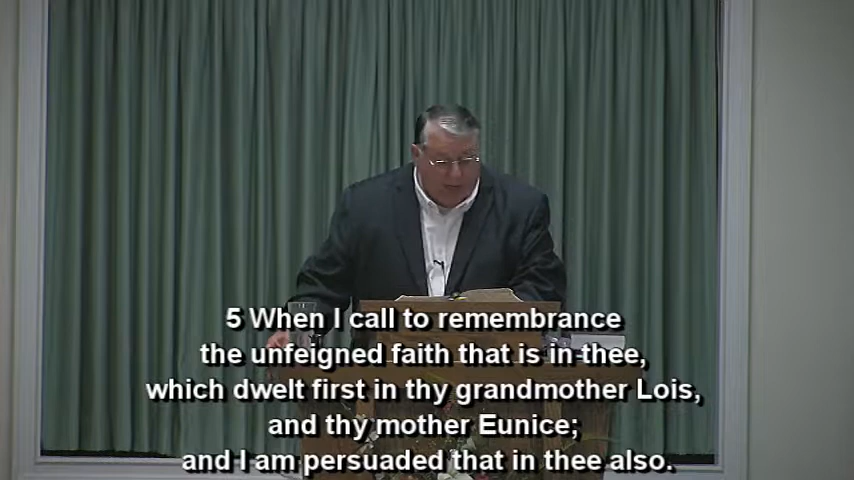 5 When I call to remembrance
the unfeigned faith that is in thee,
which dwelt first in thy grandmother Lois,
and thy mother Eunice;
and I am persuaded that in thee also.